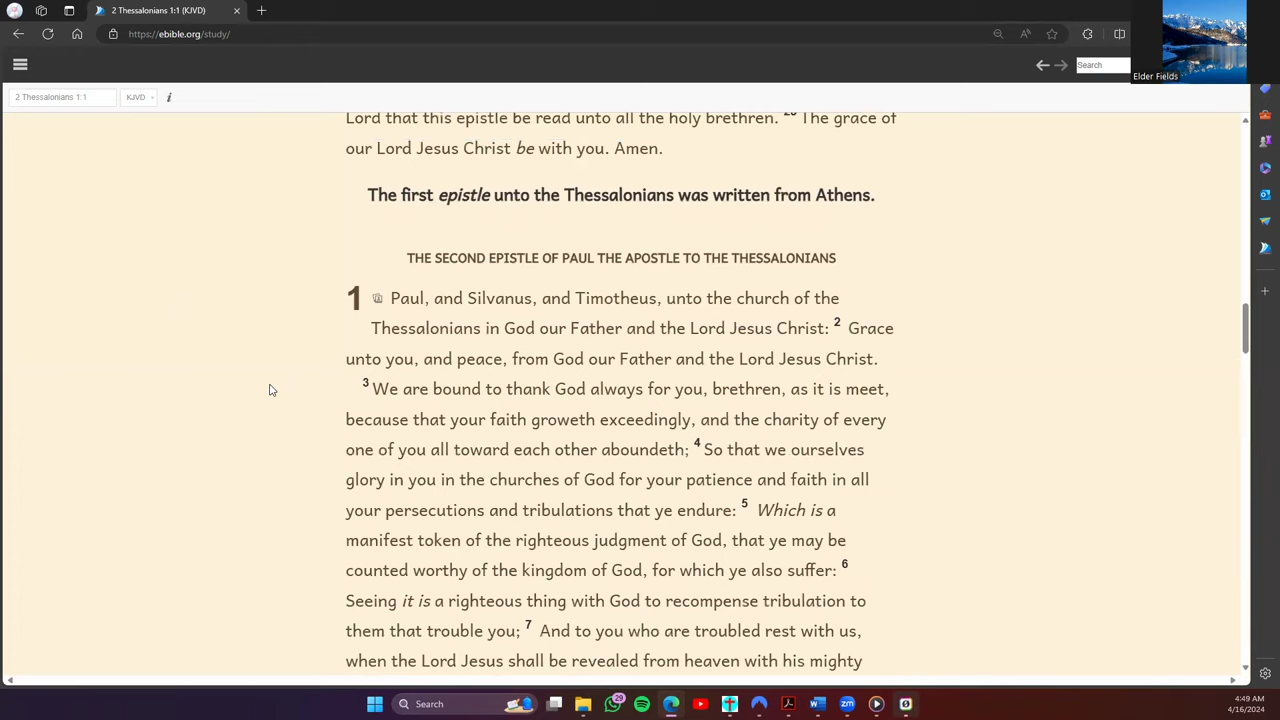 2 Thessalonians 1:1 (KJVD)
https://ebible.org/study/
Search
Elder Fields
2 Thessalonians 1:1
KJVD
i
Lord that this epistle be read unto all the holy brethren. 28 The grace of
our Lord Jesus Christ be with you. Amen.
The first epistle unto the Thessalonians was written from Athens.
THE SECOND EPISTLE OF PAUL THE APOSTLE TO THE THESSALONIANS
1 Paul, and Silvanus, and Timotheus, unto the church of the
Thessalonians in God our Father and the Lord Jesus Christ: 2 Grace
unto you, and peace, from God our Father and the Lord Jesus Christ.
3 We are bound to thank God always for you, brethren, as it is meet,
because that your faith groweth exceedingly, and the charity of every
one of you all toward each other aboundeth; 4 So that we ourselves
glory in you in the churches of God for your patience and faith in all
your persecutions and tribulations that ye endure: 5 Which is a
manifest token of the righteous judgment of God, that ye may be
counted worthy of the kingdom of God, for which ye also suffer: 6
Seeing it is a righteous thing with God to recompense tribulation to
them that trouble you; 7 And to you who are troubled rest with us,
when the Lord Jesus shall be revealed from heaven with his mighty
Search
29
zm
4:49 AM
4/16/2024